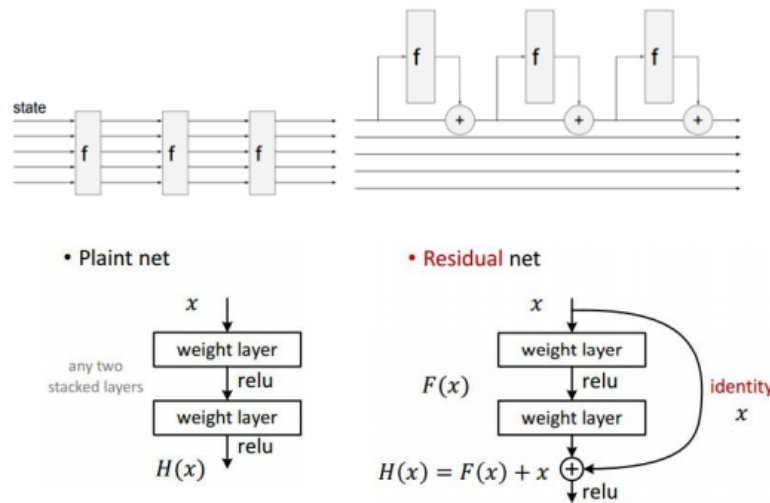 f f f
+ + +
state
f f f
• Plaint net
x
weight layer
any two
stacked layers
relu
weight layer
relu
H(x)
• Residual net
x
weight layer
F(x)
relu
identity
x
weight layer
H(x) = F(x) + x +
relu